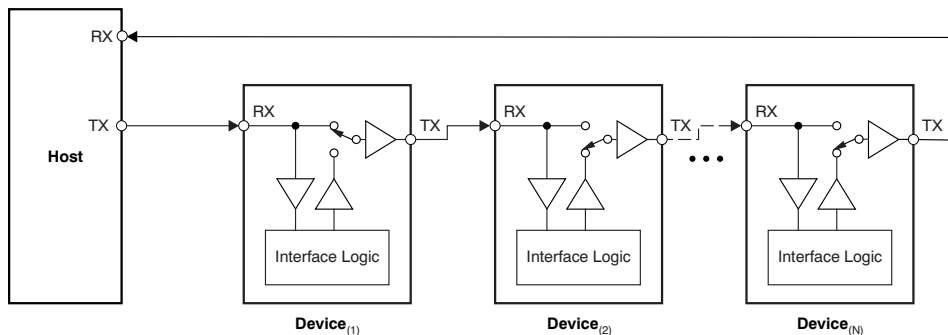 RX
TX
Host
RX
TX
Interface Logic
Device(1)
RX
TX
Interface Logic
Device(2)
RX
TX
Interface Logic
Device(N)